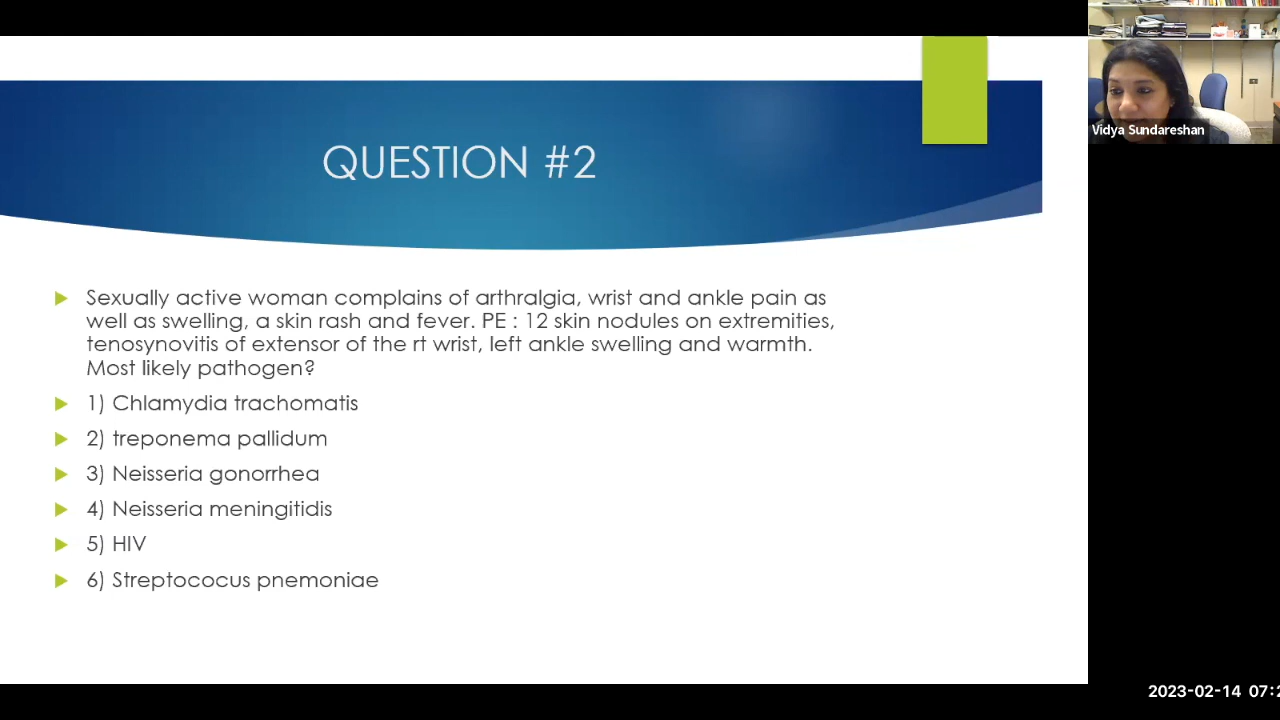 QUESTION #2
Sexually active woman complains of arthralgia, wrist and ankle pain as
well as swelling, a skin rash and fever. PE : 12 skin nodules on extremities,
tenosynovitis of extensor of the rt wrist, left ankle swelling and warmth.
Most likely pathogen?
1) Chlamydia trachomatis
2) treponema pallidum
3) Neisseria gonorrhea
4) Neisseria meningitidis
5) HIV
6) Streptococus pnemoniae
Vidya Sundareshan
2023-02-14 07:2